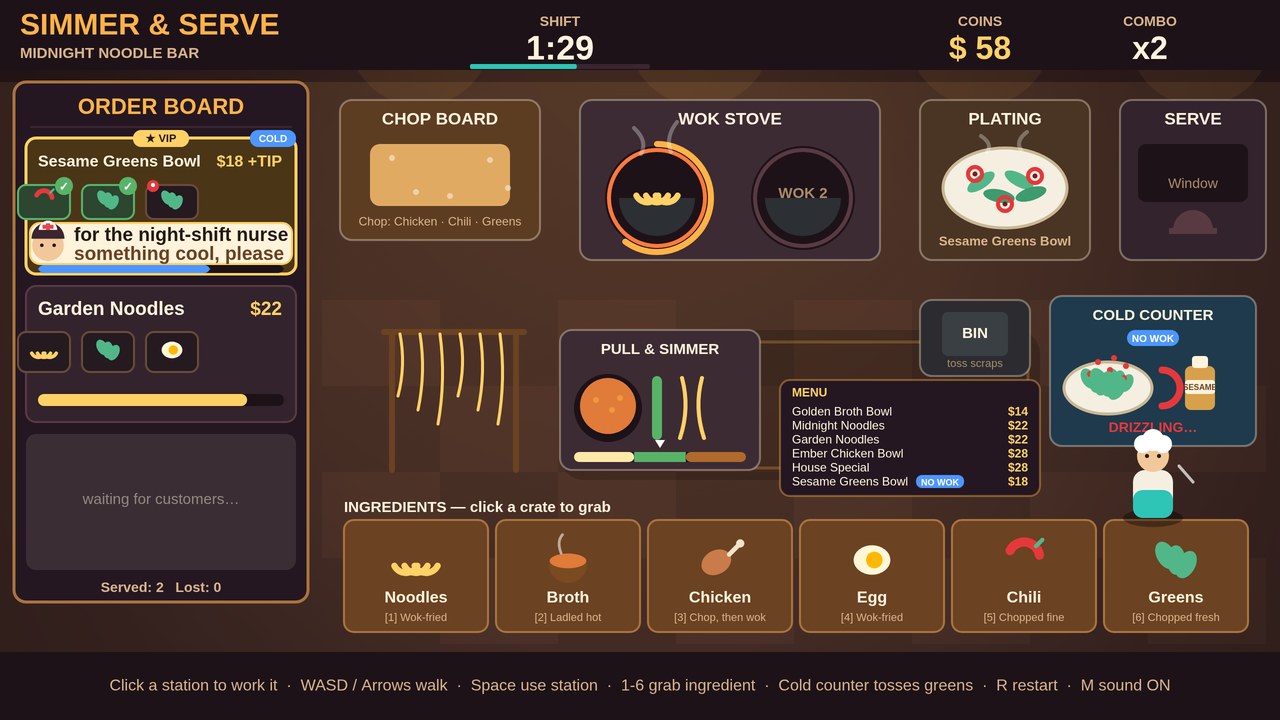 SIMMER & SERVE
MIDNIGHT NOODLE BAR
SHIFT
1:29
COINS
$ 58
COMBO
x2
ORDER BOARD
★ VIP
COLD
Sesame Greens Bowl $18 +TIP
for the night-shift nurse
something cool, please
Garden Noodles $22
waiting for customers…
Served: 2 Lost: 0
CHOP BOARD
Chop: Chicken · Chili · Greens
WOK STOVE
WOK 2
PLATING
Sesame Greens Bowl
SERVE
Window
PULL & SIMMER
BIN
toss scraps
COLD COUNTER
NO WOK
SESAME
DRIZZLING…
MENU
Golden Broth Bowl $14
Midnight Noodles $22
Garden Noodles $22
Ember Chicken Bowl $28
House Special $28
Sesame Greens Bowl NO WOK $18
INGREDIENTS — click a crate to grab
Noodles
[1] Wok-fried
Broth
[2] Ladled hot
Chicken
[3] Chop, then wok
Egg
[4] Wok-fried
Chili
[5] Chopped fine
Greens
[6] Chopped fresh
Click a station to work it · WASD / Arrows walk · Space use station · 1-6 grab ingredient · Cold counter tosses greens · R restart · M sound ON